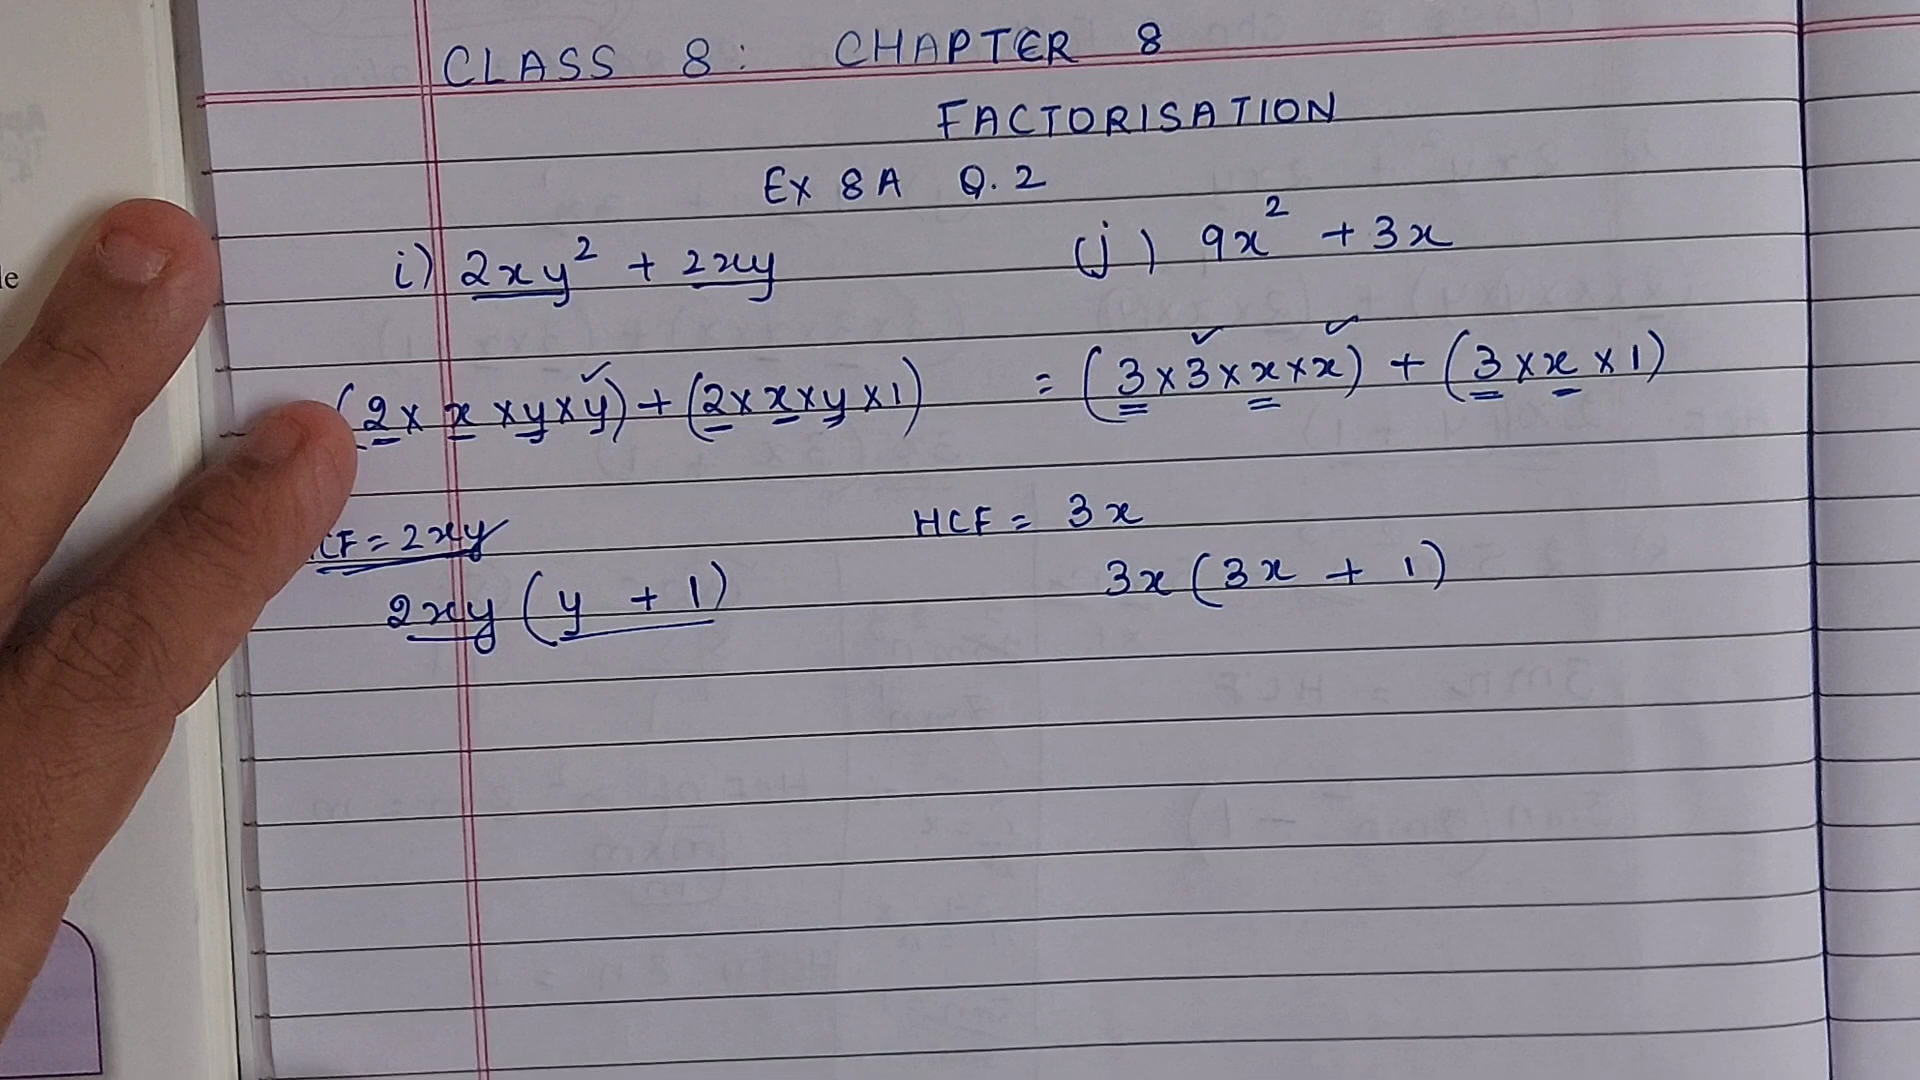 CLASS 8: CHAPTER 8
FACTORISATION
EX 8A Q.2
i) 2xy² + 2xy
(j) 9x² + 3x
(2 × x × y × y) + (2 × x × y × 1)
= (3 × 3 × x × x) + (3 × x × 1)
CF = 2xy
HCF = 3x
2xy (y + 1)
3x (3x + 1)